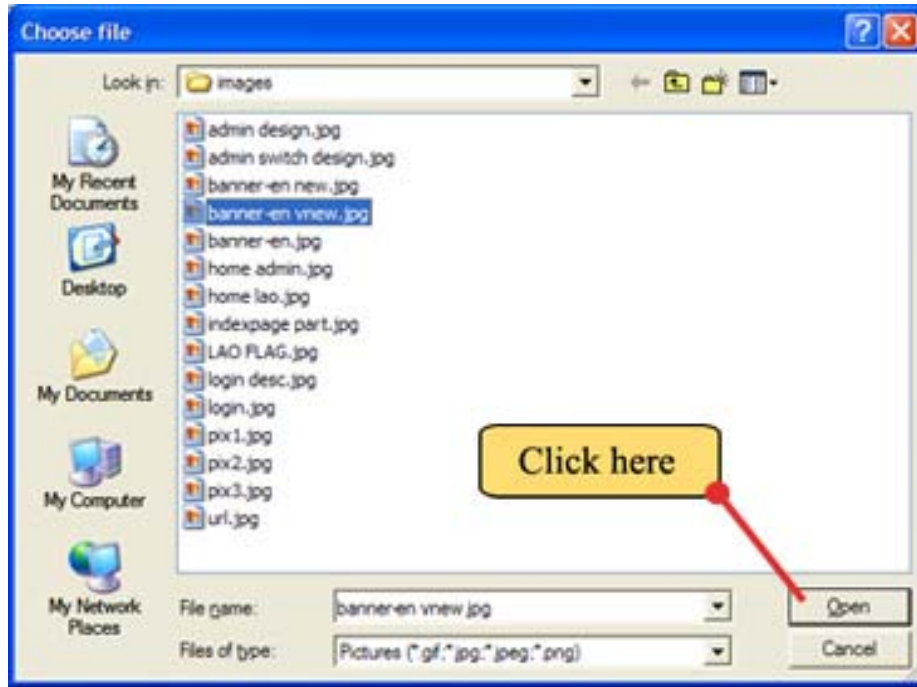 Choose file
Look in:
images
My Recent
Documents
Desktop
My Documents
My Computer
My Network
Places
admin design.jpg
admin switch design.jpg
banner-en new.jpg
banner-en vnew.jpg
banner-en.jpg
home admin.jpg
home lao.jpg
indexpage part.jpg
LAO FLAG.jpg
login desc.jpg
login.jpg
pix1.jpg
pix2.jpg
pix3.jpg
url.jpg
Click here
File name:
banner-en vnew.jpg
Open
Files of type:
Pictures (*.gf;*.jpg;*.jpeg;*.png)
Cancel